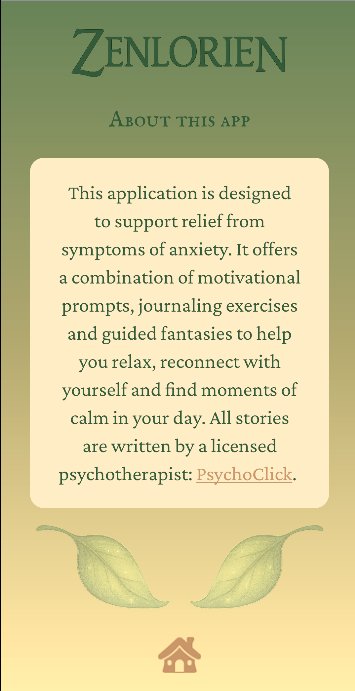 Zenlorien
About this app
This application is designed
to support relief from
symptoms of anxiety. It offers
a combination of motivational
prompts, journaling exercises
and guided fantasies to help
you relax, reconnect with
yourself and find moments of
calm in your day. All stories
are written by a licensed
psychotherapist: PsychoClick.